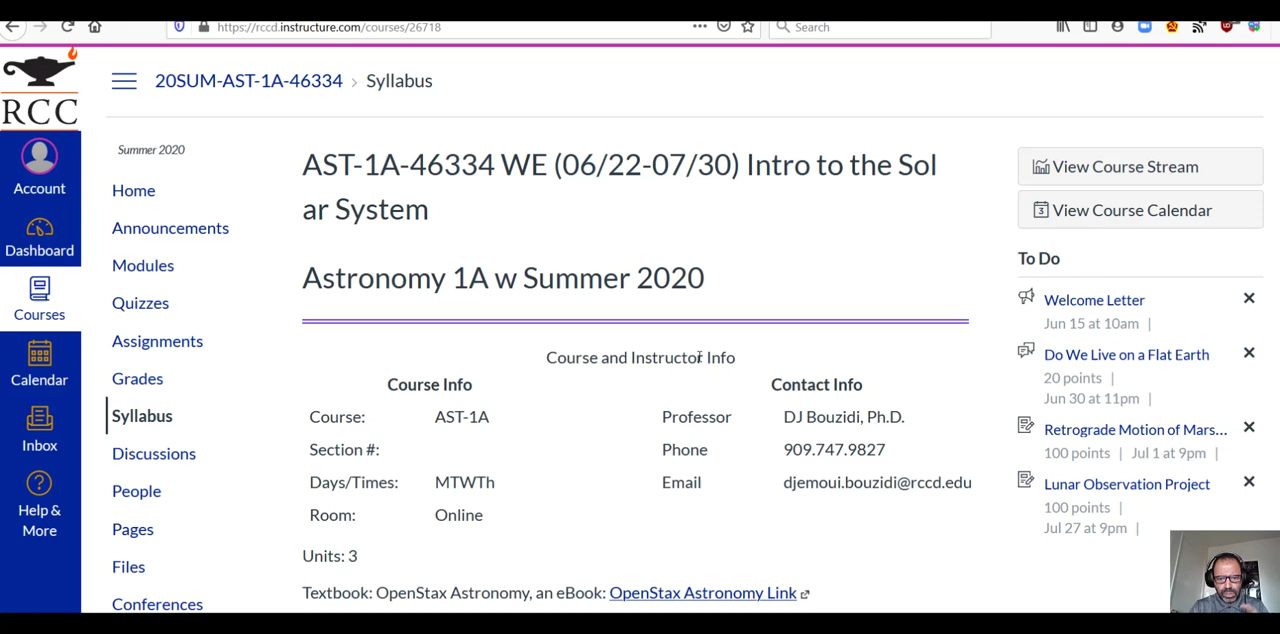 https://rccd.instructure.com/courses/26718
Search
RCC
20SUM-AST-1A-46334 > Syllabus
Account
Dashboard
Courses
Calendar
Inbox
Help & More
Summer 2020
Home
Announcements
Modules
Quizzes
Assignments
Grades
Syllabus
Discussions
People
Pages
Files
Conferences
AST-1A-46334 WE (06/22-07/30) Intro to the Sol
ar System
Astronomy 1A w Summer 2020
Course and Instructor Info
Course Info Contact Info
Course: AST-1A Professor DJ Bouzidi, Ph.D.
Section #: Phone 909.747.9827
Days/Times: MTWTh Email djemoui.bouzidi@rccd.edu
Room: Online
Units: 3
Textbook: OpenStax Astronomy, an eBook: OpenStax Astronomy Link
View Course Stream
3 View Course Calendar
To Do
Welcome Letter
Jun 15 at 10am |
Do We Live on a Flat Earth
20 points |
Jun 30 at 11pm |
Retrograde Motion of Mars...
100 points | Jul 1 at 9pm |
Lunar Observation Project
100 points |
Jul 27 at 9pm |